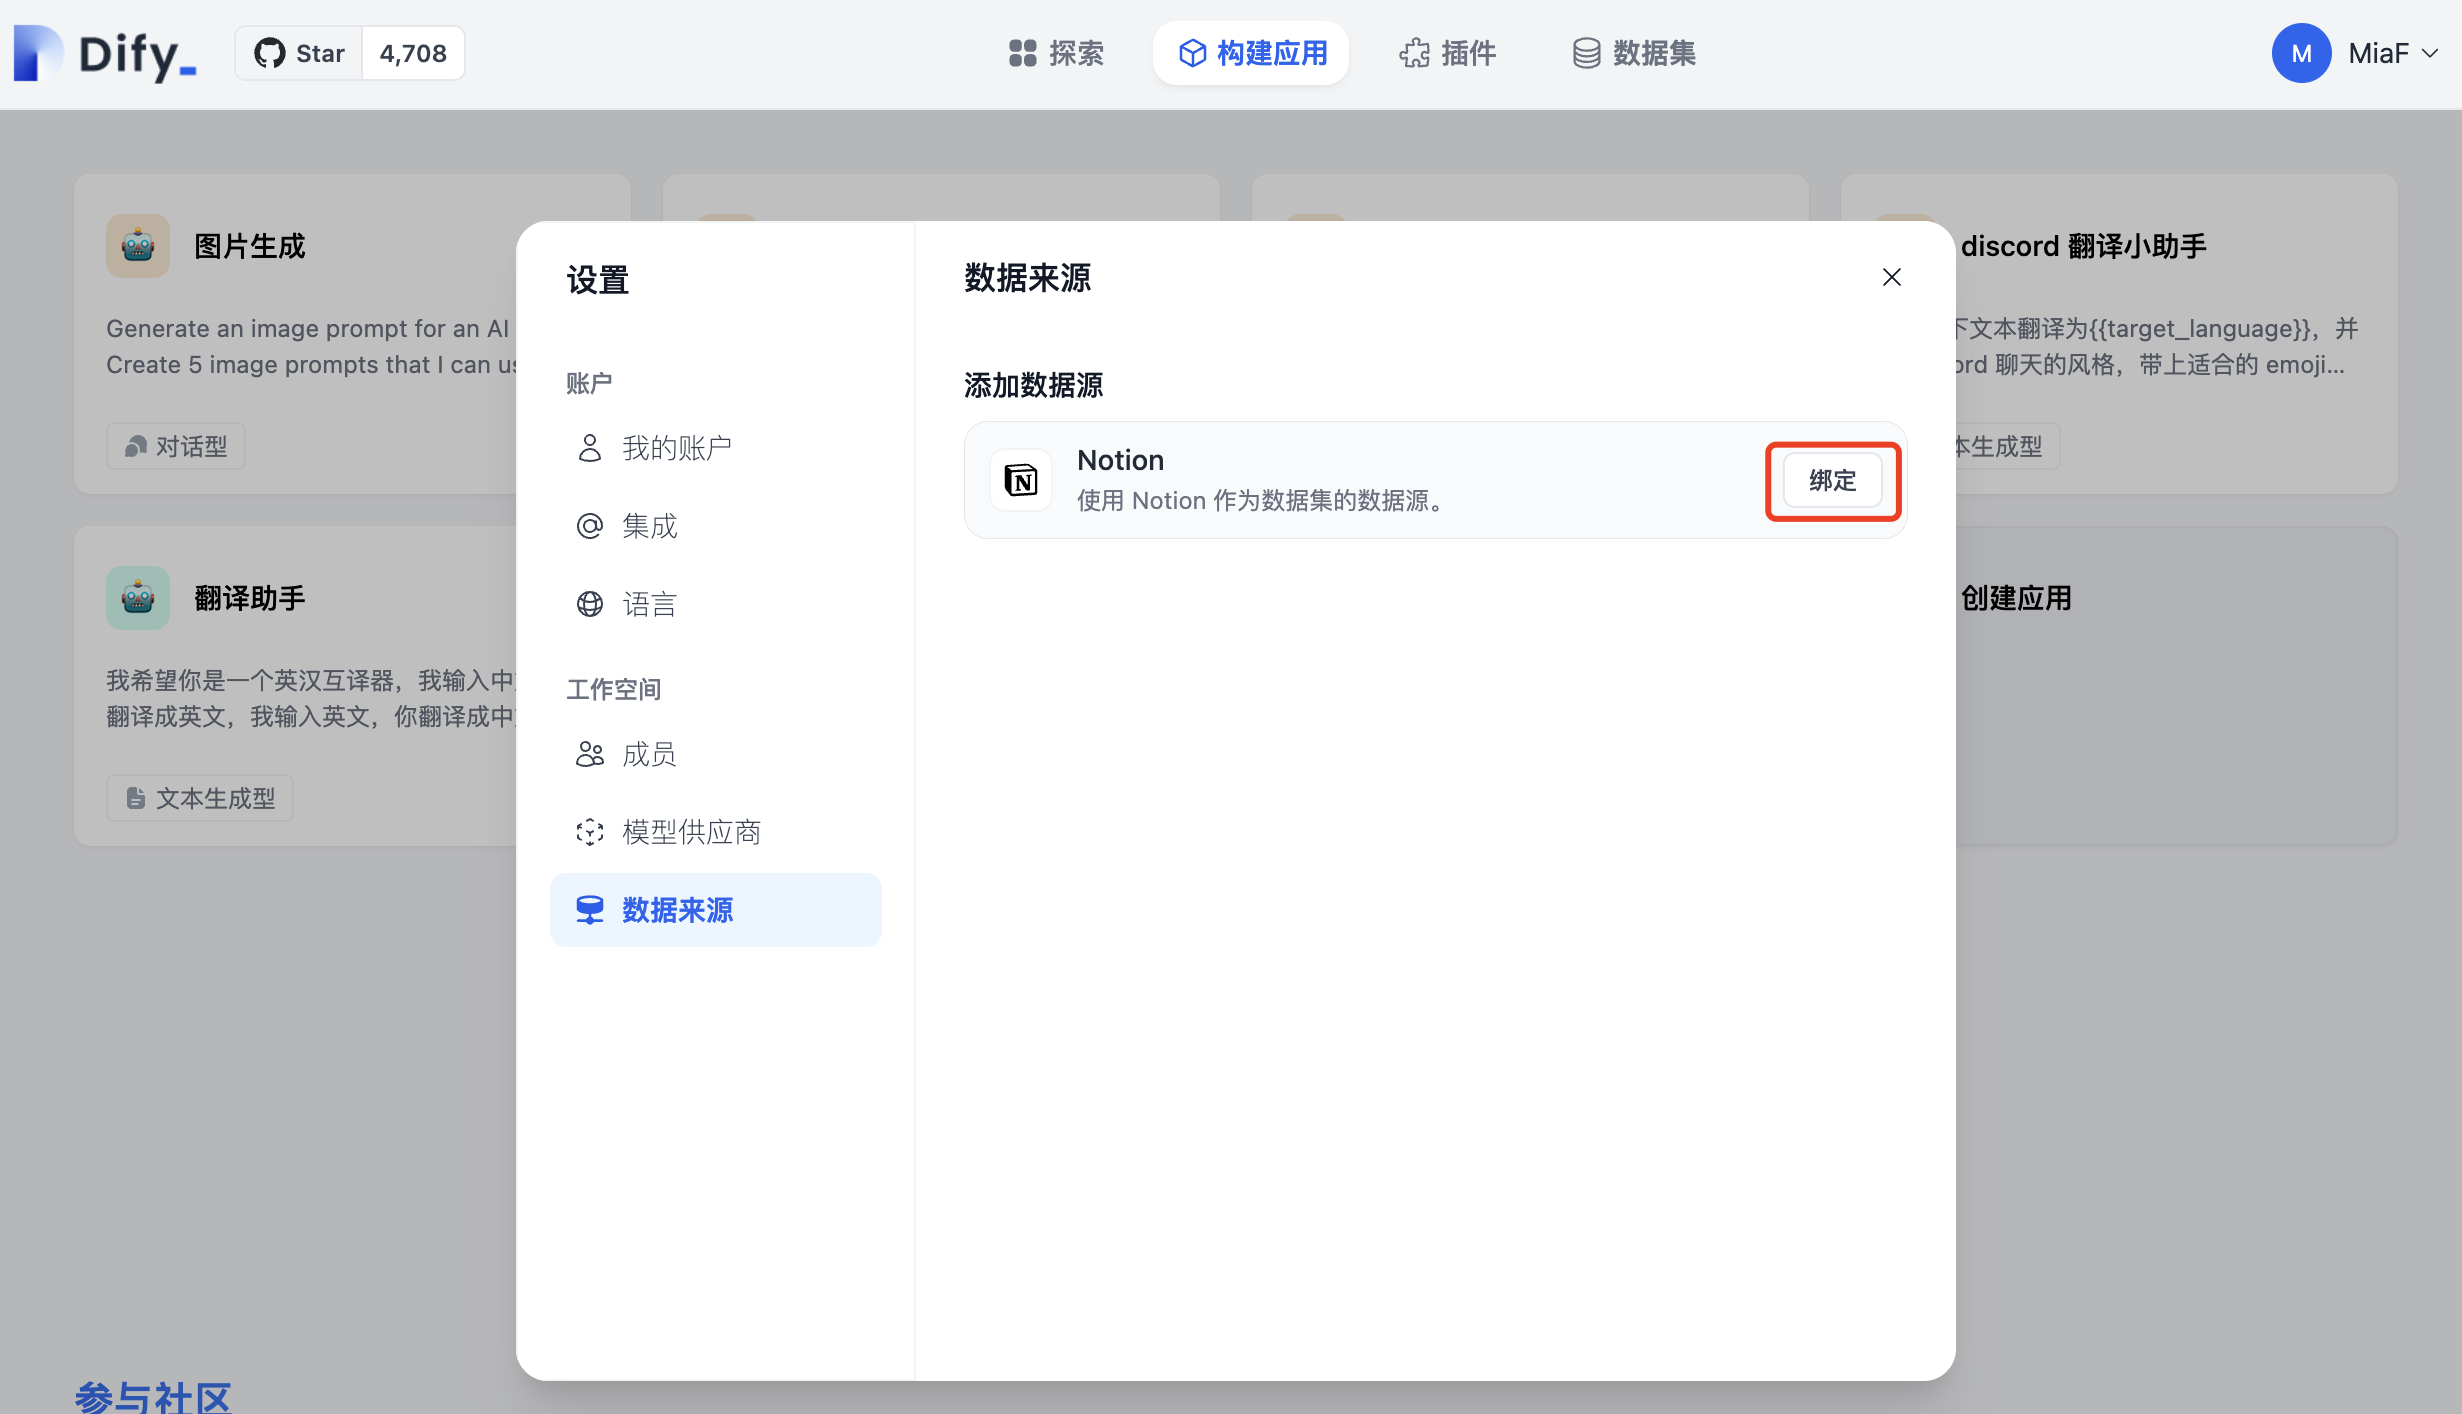 Dify_
Star 4,708
探索
构建应用
插件
数据集
M MiaF
图片生成
Generate an image prompt for an AI
Create 5 image prompts that I can
对话型
discord 翻译小助手
下文本翻译为{{target_language}}，并
聊天的风格，带上适合的 emoji...
本生成型
翻译助手
我希望你是一个英汉互译器，我输入中
翻译成英文，我输入英文，你翻译成中
文本生成型
创建应用
设置
账户
我的账户
集成
语言
工作空间
成员
模型供应商
数据来源
数据来源
添加数据源
Notion
使用 Notion 作为数据集的数据源。
绑定
参与社区